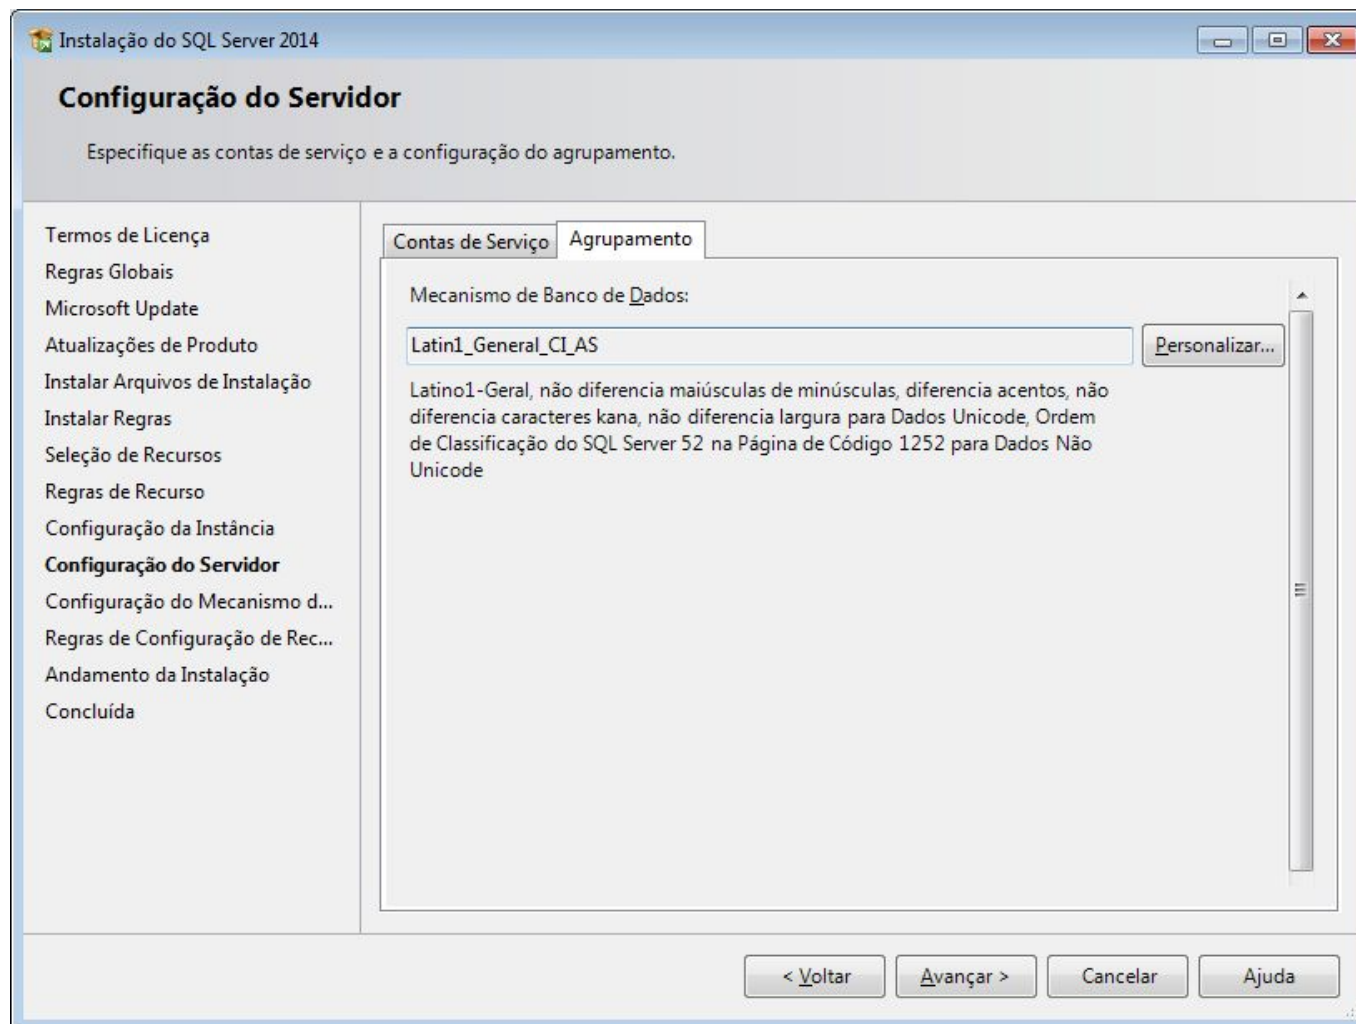 Instalação do SQL Server 2014
Configuração do Servidor
Especifique as contas de serviço e a configuração do agrupamento.
Termos de Licença
Regras Globais
Microsoft Update
Atualizações de Produto
Instalar Arquivos de Instalação
Instalar Regras
Seleção de Recursos
Regras de Recurso
Configuração da Instância
Configuração do Servidor
Configuração do Mecanismo d...
Regras de Configuração de Rec...
Andamento da Instalação
Concluída
Contas de Serviço
Agrupamento
Mecanismo de Banco de Dados:
Latin1_General_CI_AS
Personalizar...
Latino1-Geral, não diferencia maiúsculas de minúsculas, diferencia acentos, não
diferencia caracteres kana, não diferencia largura para Dados Unicode, Ordem
de Classificação do SQL Server 52 na Página de Código 1252 para Dados Não
Unicode
< Voltar
Avançar >
Cancelar
Ajuda